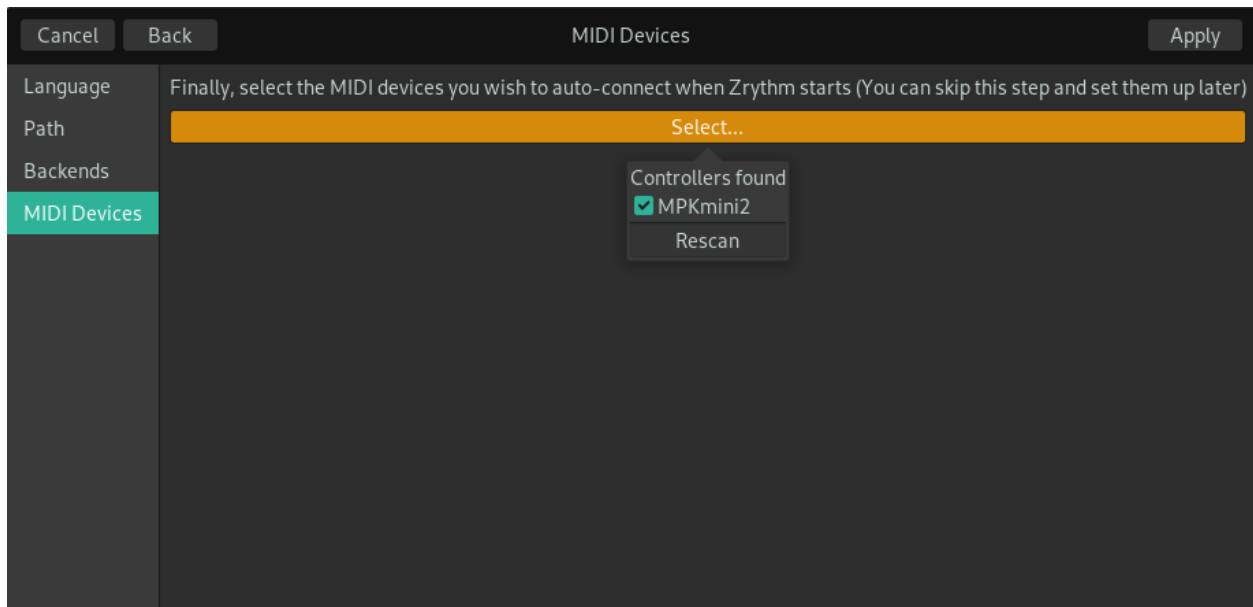 Cancel
Back
MIDI Devices
Apply
Language
Path
Backends
MIDI Devices
Finally, select the MIDI devices you wish to auto-connect when Zrythm starts (You can skip this step and set them up later)
Select...
Controllers found
MPKmini2
Rescan